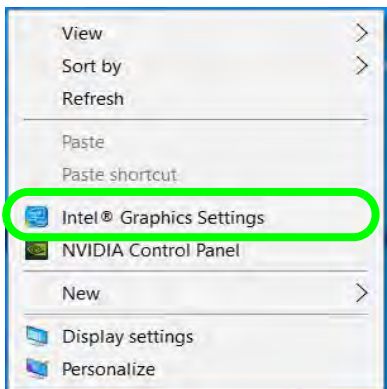 View
Sort by
Refresh
Paste
Paste shortcut
Intel® Graphics Settings
NVIDIA Control Panel
New
Display settings
Personalize